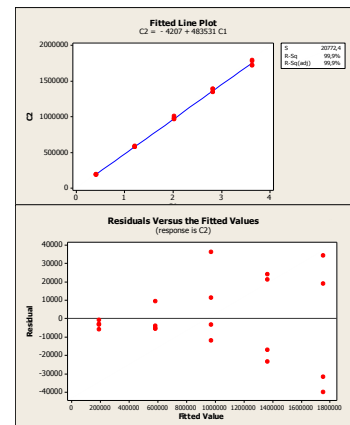 Fitted Line Plot
C2 = - 4207 + 483531 C1
S 20772,4
R-Sq 99,9%
R-Sq(adj) 99,9%
2000000
1500000
1000000
500000
0
C2
0 1 2 3 4
Residuals Versus the Fitted Values
(response is C2)
40000
30000
20000
10000
0
-10000
-20000
-30000
-40000
Residual
0 200000 400000 600000 800000 1000000 1200000 1400000 1600000 1800000
Fitted Value